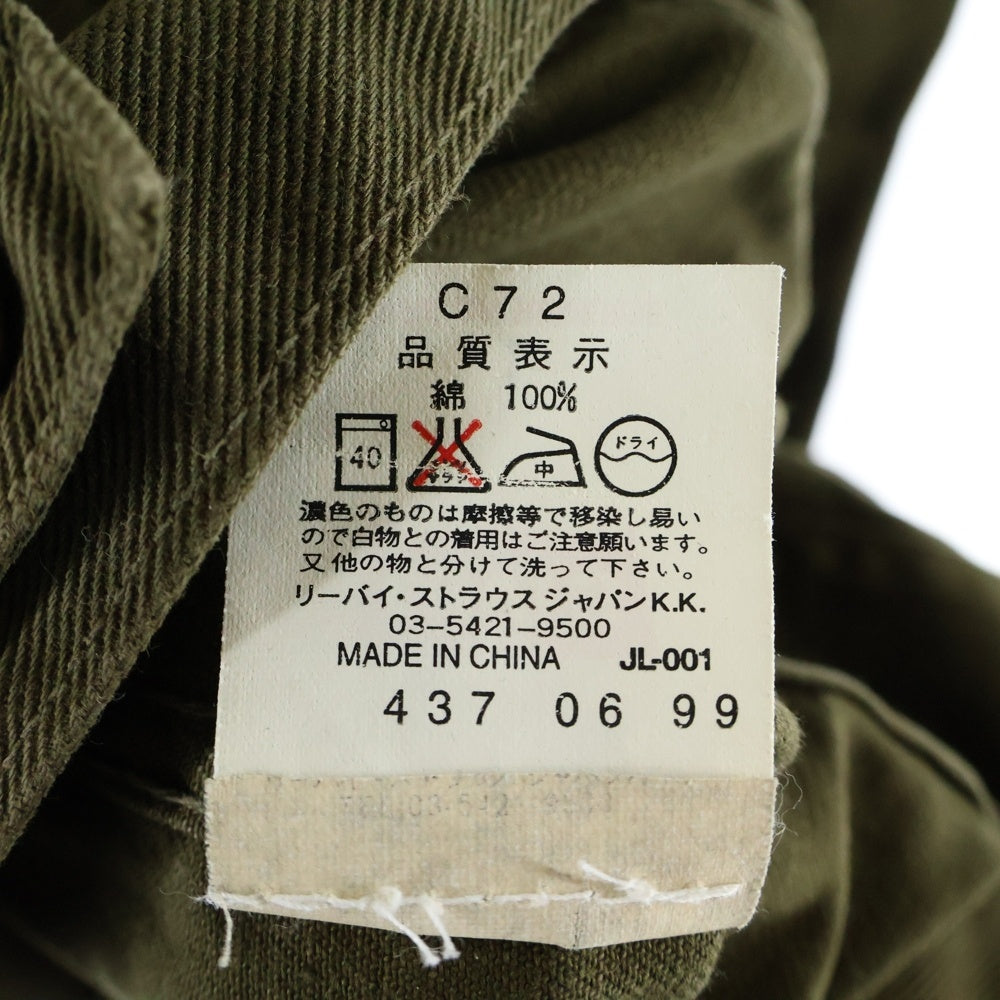 C72
品質表示
綿 100%
40 中 ドライ
濃色のものは摩擦等で移染し易い
ので白物との着用はご注意願います。
又他の物と分けて洗って下さい。
リーバイ・ストラウス ジャパンK.K.
03-5421-9500
MADE IN CHINA JL-001
437 06 99